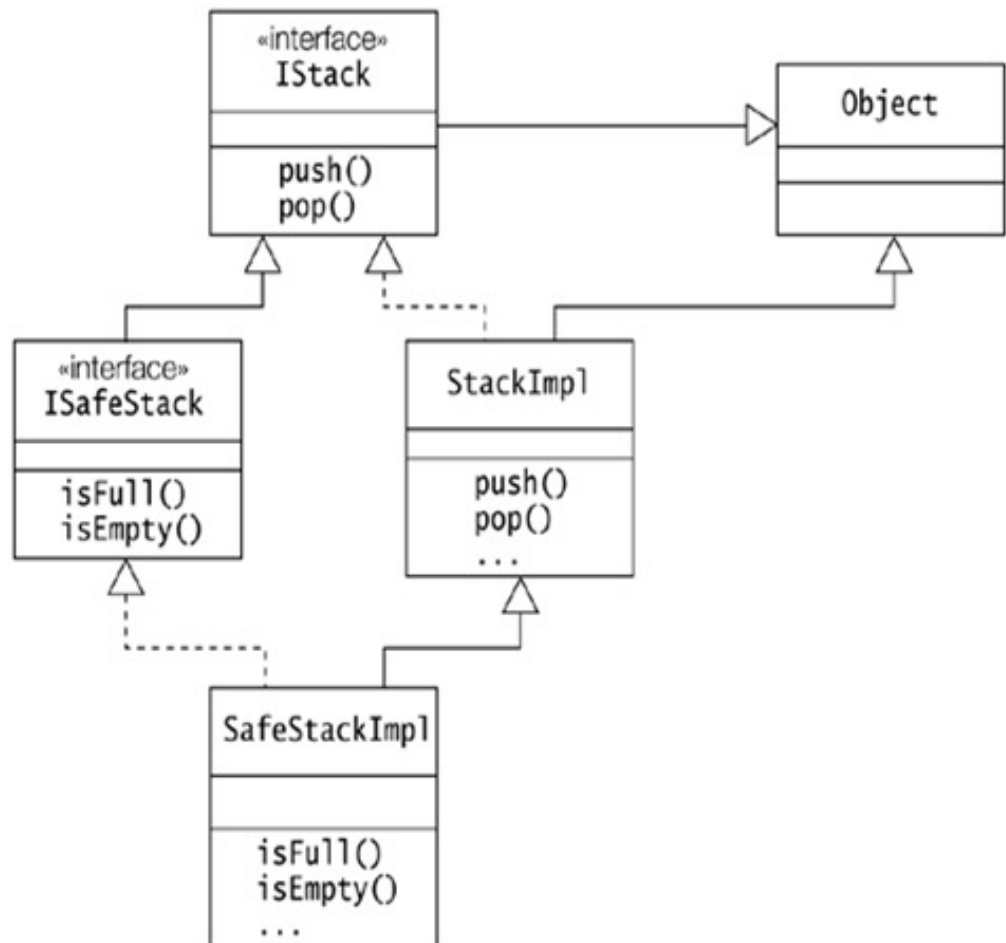 «interface»
IStack
push()
pop()
Object
«interface»
ISafeStack
isFull()
isEmpty()
StackImpl
push()
pop()
...
SafeStackImpl
isFull()
isEmpty()
...